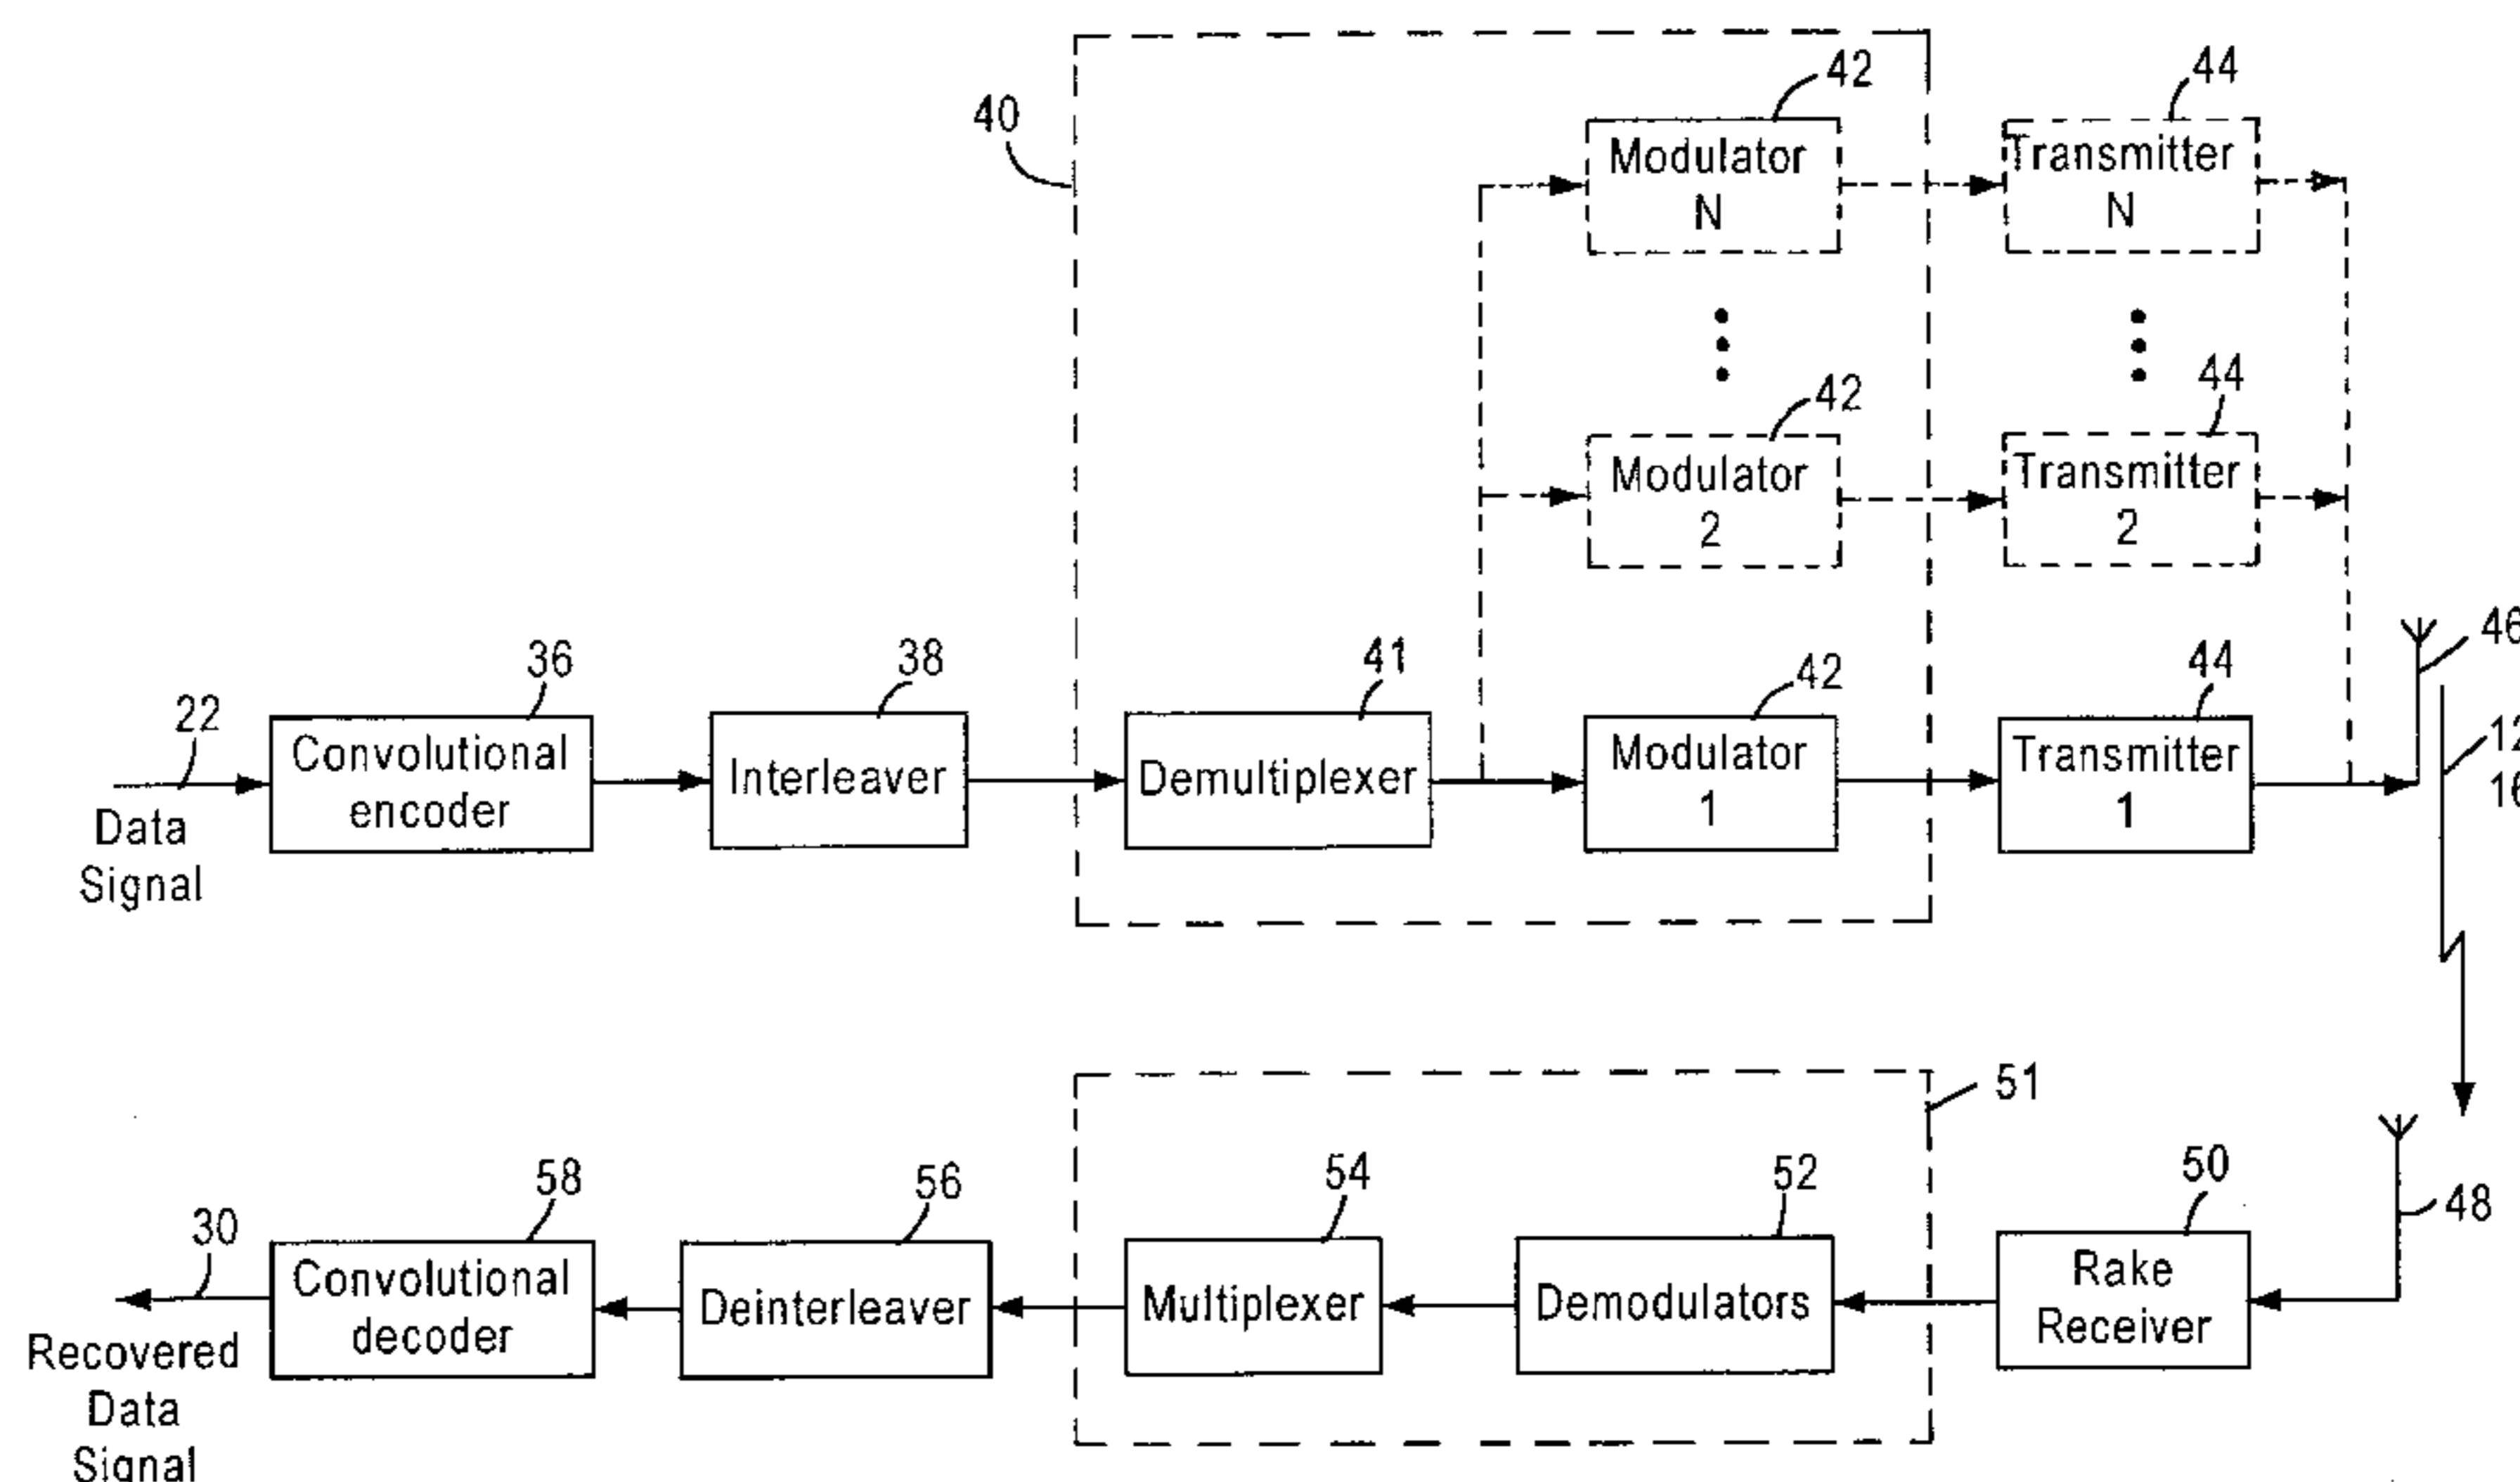 42
44
40
Modulator
N
Transmitter
N
42
44
Modulator
2
Transmitter
2
46
22
36
38
41
42
44
12
16
Data
Signal
Convolutional
encoder
Interleaver
Demultiplexer
Modulator
1
Transmitter
1
51
30
58
56
54
52
50
48
Recovered
Data
Signal
Convolutional
decoder
Deinterleaver
Multiplexer
Demodulators
Rake
Receiver